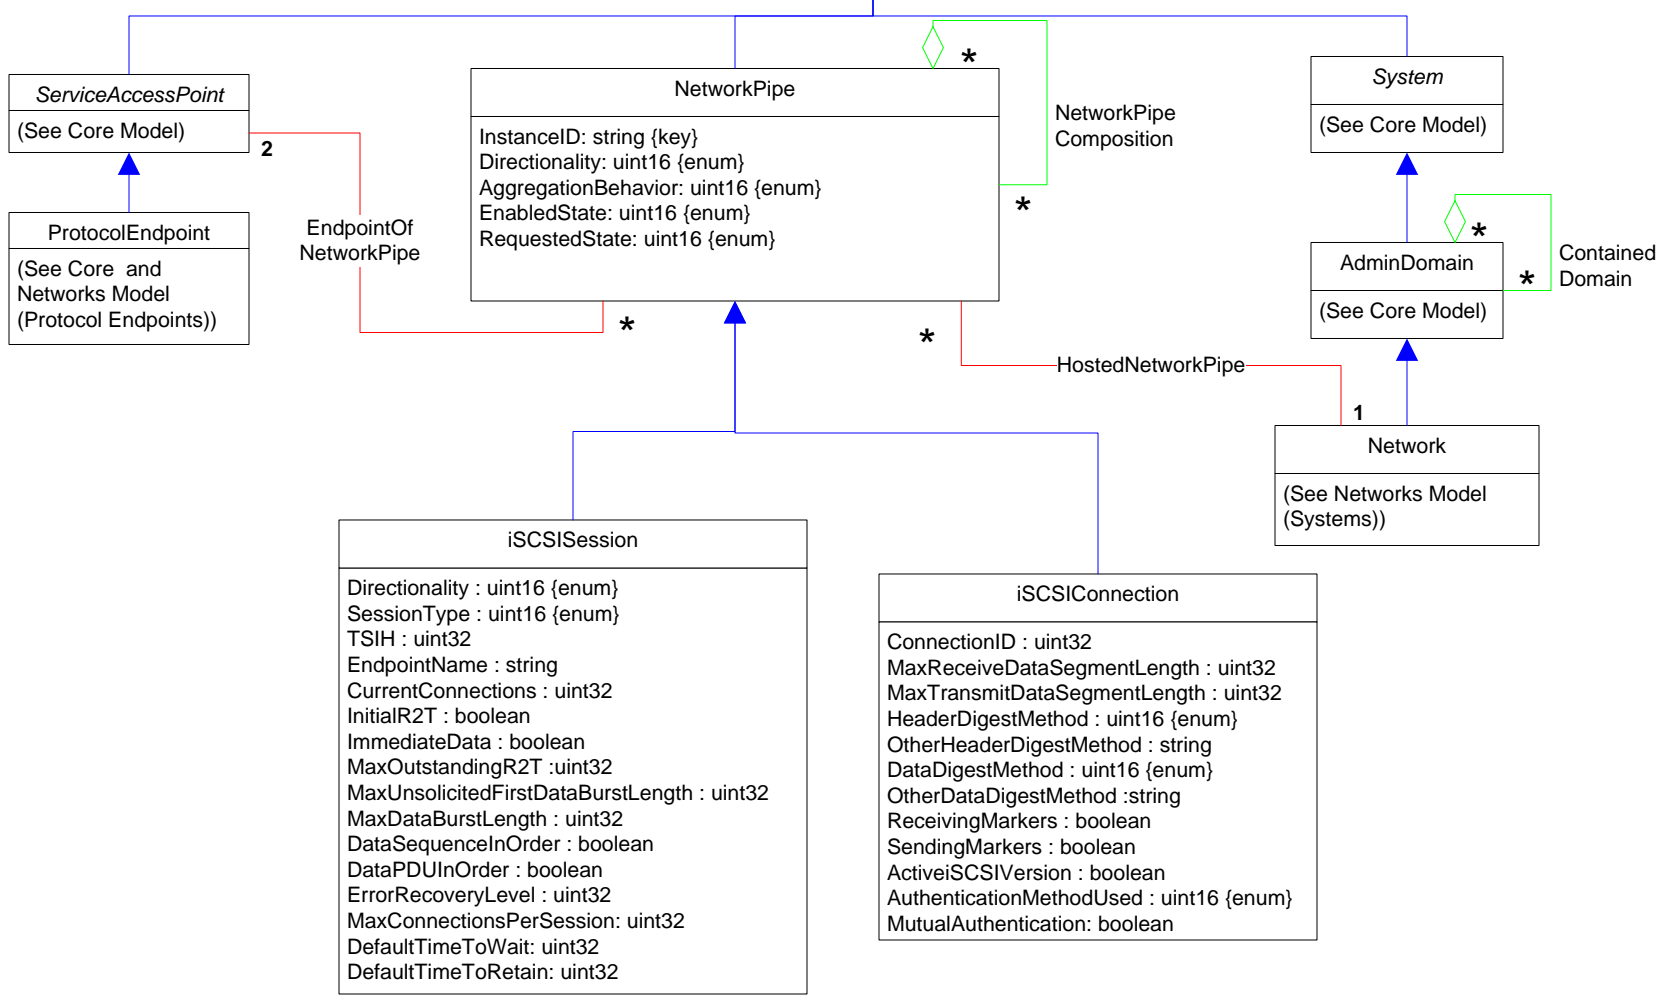 ServiceAccessPoint
(See Core Model)
2
ProtocolEndpoint
(See Core and
Networks Model
(Protocol Endpoints))
EndpointOf
NetworkPipe
*
NetworkPipe
InstanceID: string {key}
Directionality: uint16 {enum}
AggregationBehavior: uint16 {enum}
EnabledState: uint16 {enum}
RequestedState: uint16 {enum}
*
NetworkPipe
Composition
*
*
HostedNetworkPipe
1
System
(See Core Model)
AdminDomain
(See Core Model)
*
*
Contained
Domain
Network
(See Networks Model
(Systems))
iSCSISession
Directionality : uint16 {enum}
SessionType : uint16 {enum}
TSIH : uint32
EndpointName : string
CurrentConnections : uint32
InitialR2T : boolean
ImmediateData : boolean
MaxOutstandingR2T :uint32
MaxUnsolicitedFirstDataBurstLength : uint32
MaxDataBurstLength : uint32
DataSequenceInOrder : boolean
DataPDUInOrder : boolean
ErrorRecoveryLevel : uint32
MaxConnectionsPerSession: uint32
DefaultTimeToWait: uint32
DefaultTimeToRetain: uint32
iSCSIConnection
ConnectionID : uint32
MaxReceiveDataSegmentLength : uint32
MaxTransmitDataSegmentLength : uint32
HeaderDigestMethod : uint16 {enum}
OtherHeaderDigestMethod : string
DataDigestMethod : uint16 {enum}
OtherDataDigestMethod :string
ReceivingMarkers : boolean
SendingMarkers : boolean
ActiveiSCSIVersion : boolean
AuthenticationMethodUsed : uint16 {enum}
MutualAuthentication: boolean